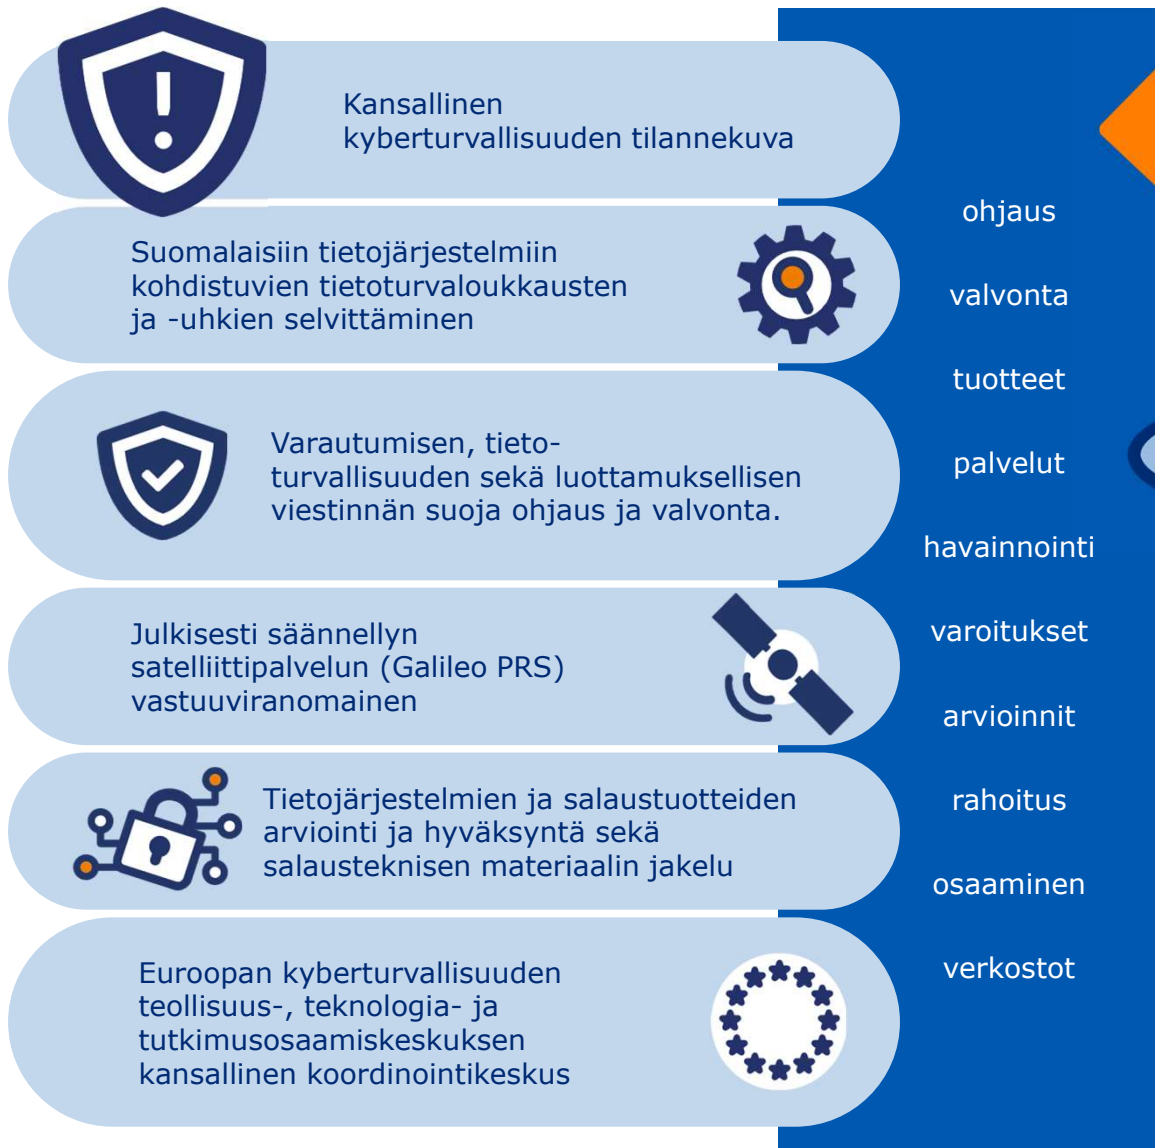 Kansallinen
kyberturvallisuuden tilannekuva
Suomalaisiin tietojärjestelmiin
kohdistuvien tietoturvaloukkausten
ja -uhkien selvittäminen
Varautumisen, tieto-
turvallisuuden sekä luottamuksellisen
viestinnän suoja ohjaus ja valvonta.
Julkisesti säännellyn
satelliittipalvelun (Galileo PRS)
vastuuviranomainen
Tietojärjestelmien ja salaustuotteiden
arviointi ja hyväksyntä sekä
salausteknisen materiaalin jakelu
Euroopan kyberturvallisuuden
teollisuus-, teknologia- ja
tutkimusosaamiskeskuksen
kansallinen koordinointikeskus
ohjaus
valvonta
tuotteet
palvelut
havainnointi
varoitukset
arvioinnit
rahoitus
osaaminen
verkostot